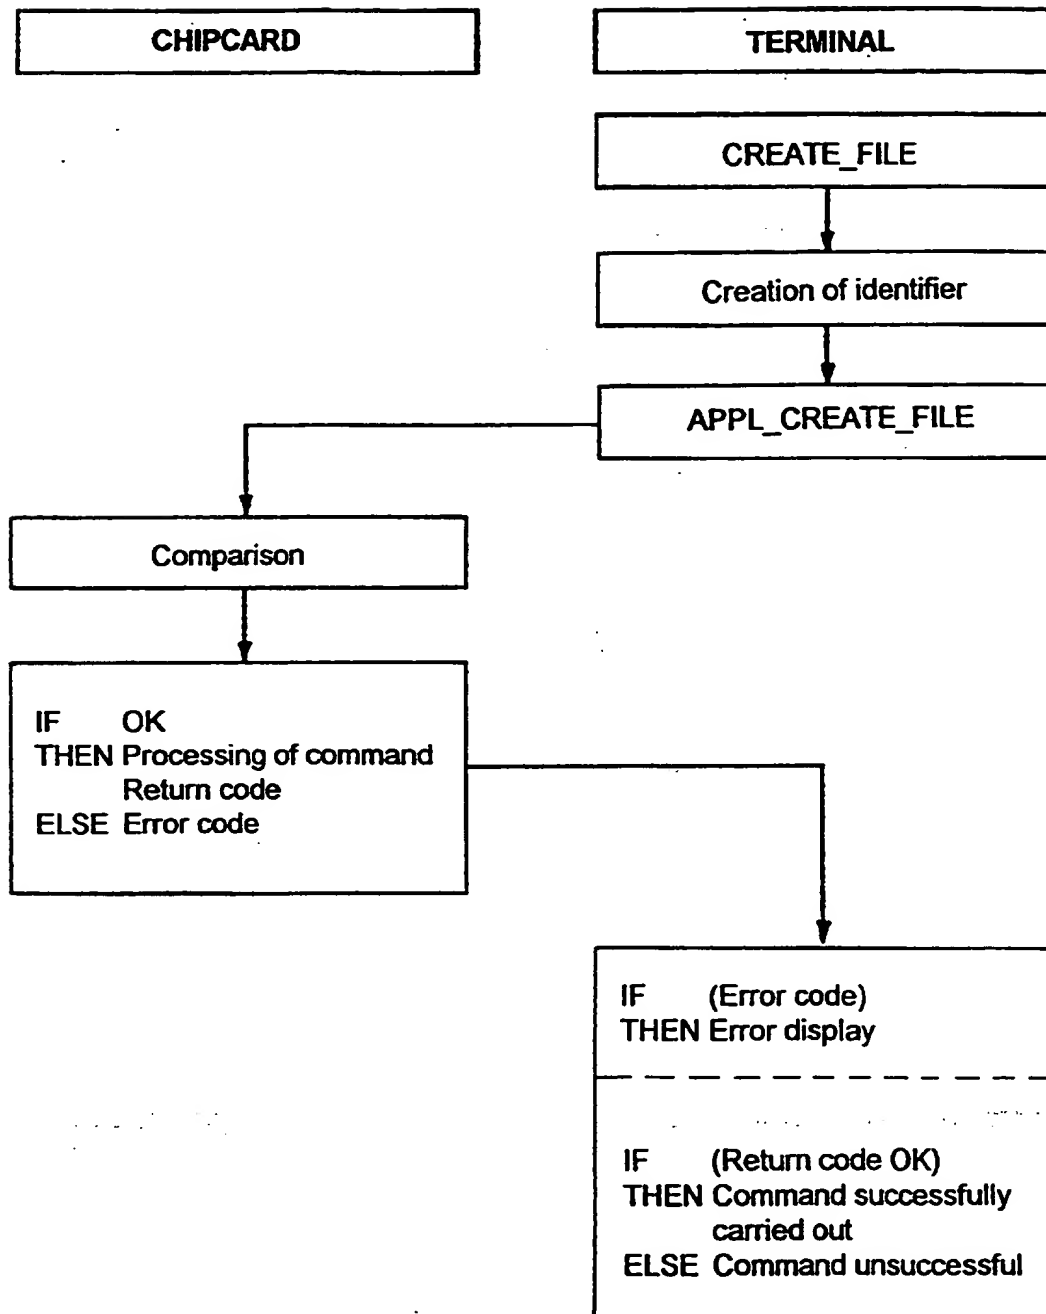 CHIPCARD
TERMINAL
CREATE_FILE
Creation of identifier
APPL_CREATE_FILE
Comparison
IF OK
THEN Processing of command
Return code
ELSE Error code
IF (Error code)
THEN Error display
IF (Return code OK)
THEN Command successfully
carried out
ELSE Command unsuccessful